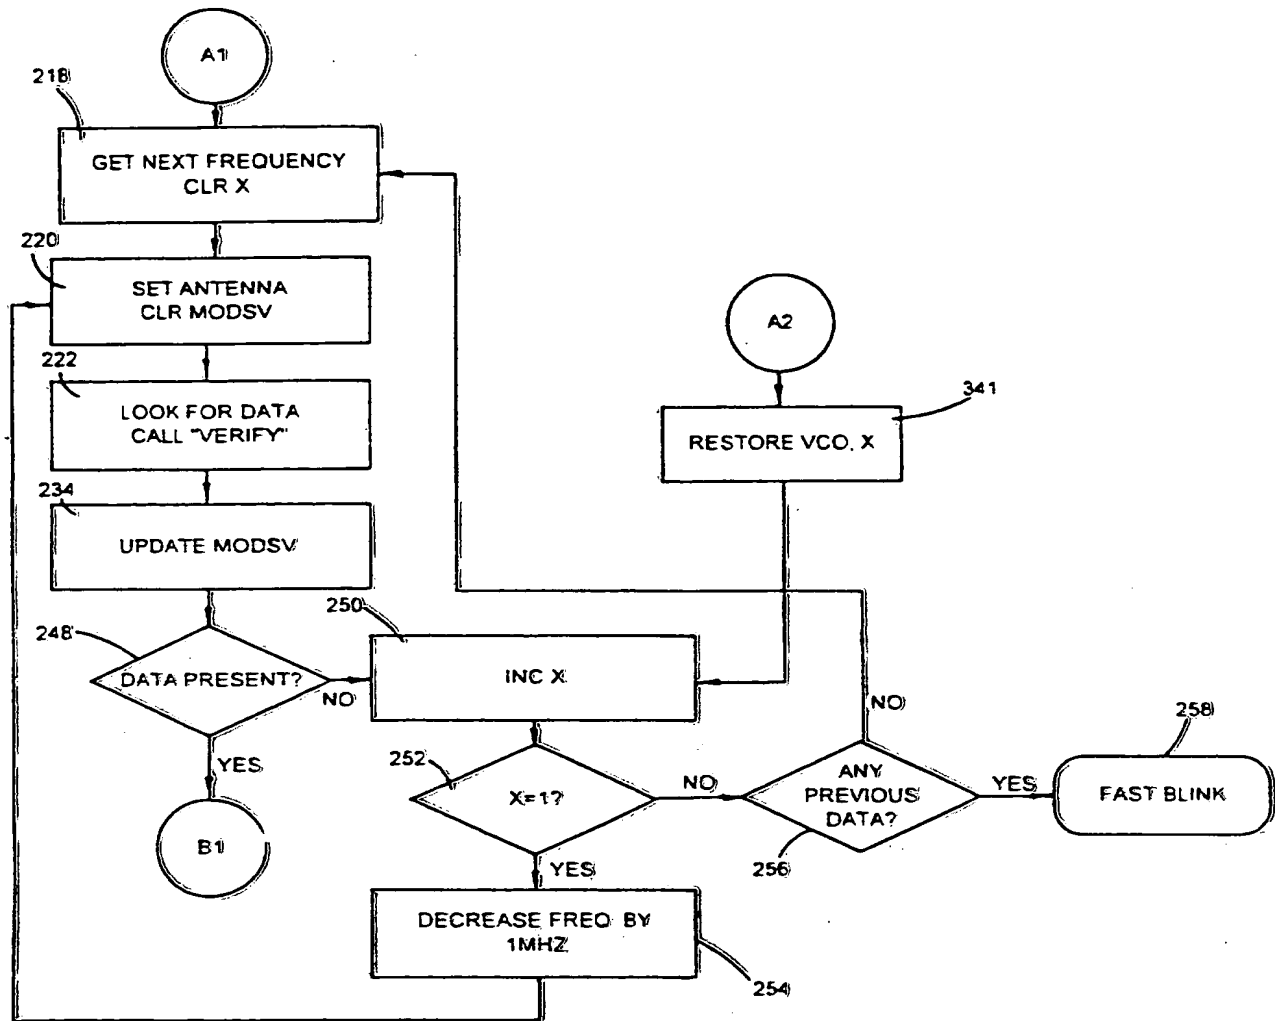 A1
218
GET NEXT FREQUENCY
CLR X
220
SET ANTENNA
CLR MODSV
A2
222
LOOK FOR DATA
CALL "VERIFY"
341
RESTORE VCO, X
234
UPDATE MODSV
250
248
DATA PRESENT?
NO
INC X
NO
258
YES
252
X=1?
NO
ANY
PREVIOUS
DATA?
YES
FAST BLINK
B1
256
YES
DECREASE FREQ BY
1MHZ
254